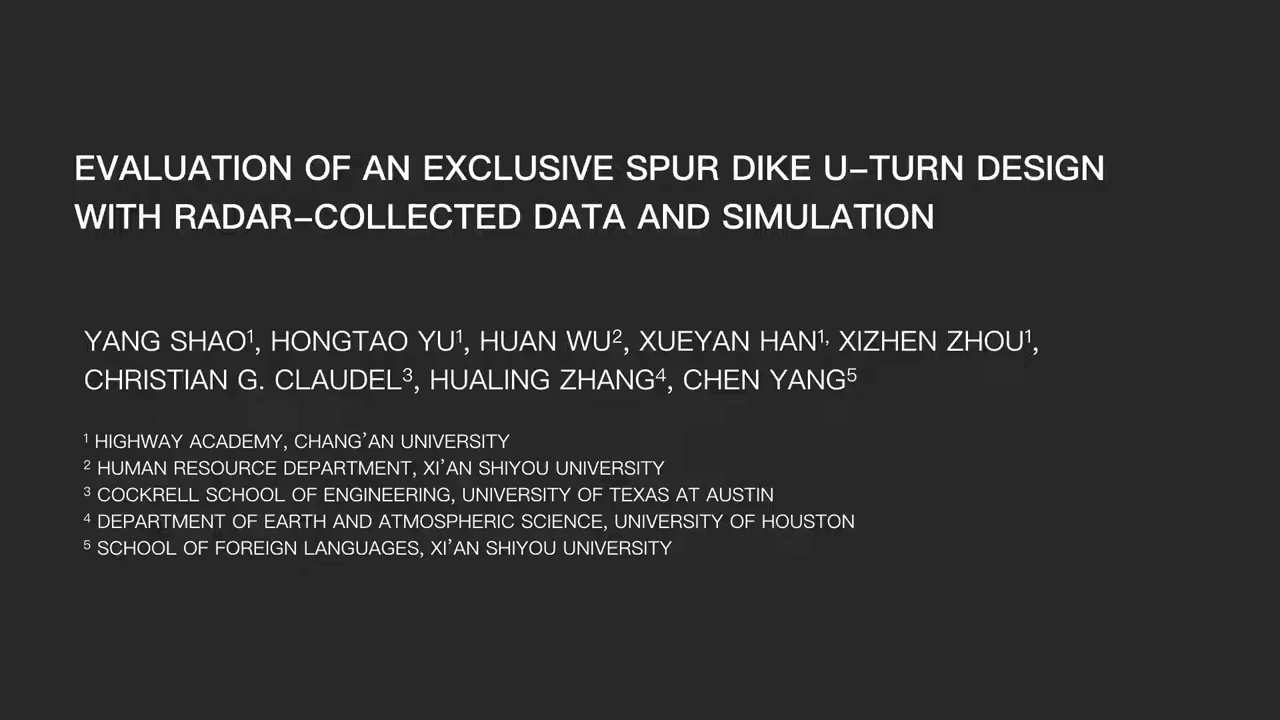 EVALUATION OF AN EXCLUSIVE SPUR DIKE U–TURN DESIGN
WITH RADAR–COLLECTED DATA AND SIMULATION
YANG SHAO¹, HONGTAO YU¹, HUAN WU², XUEYAN HAN¹, XIZHEN ZHOU¹,
CHRISTIAN G. CLAUDEL³, HUALING ZHANG⁴, CHEN YANG⁵
¹ HIGHWAY ACADEMY, CHANG’AN UNIVERSITY
² HUMAN RESOURCE DEPARTMENT, XI’AN SHIYOU UNIVERSITY
³ COCKRELL SCHOOL OF ENGINEERING, UNIVERSITY OF TEXAS AT AUSTIN
⁴ DEPARTMENT OF EARTH AND ATMOSPHERIC SCIENCE, UNIVERSITY OF HOUSTON
⁵ SCHOOL OF FOREIGN LANGUAGES, XI’AN SHIYOU UNIVERSITY